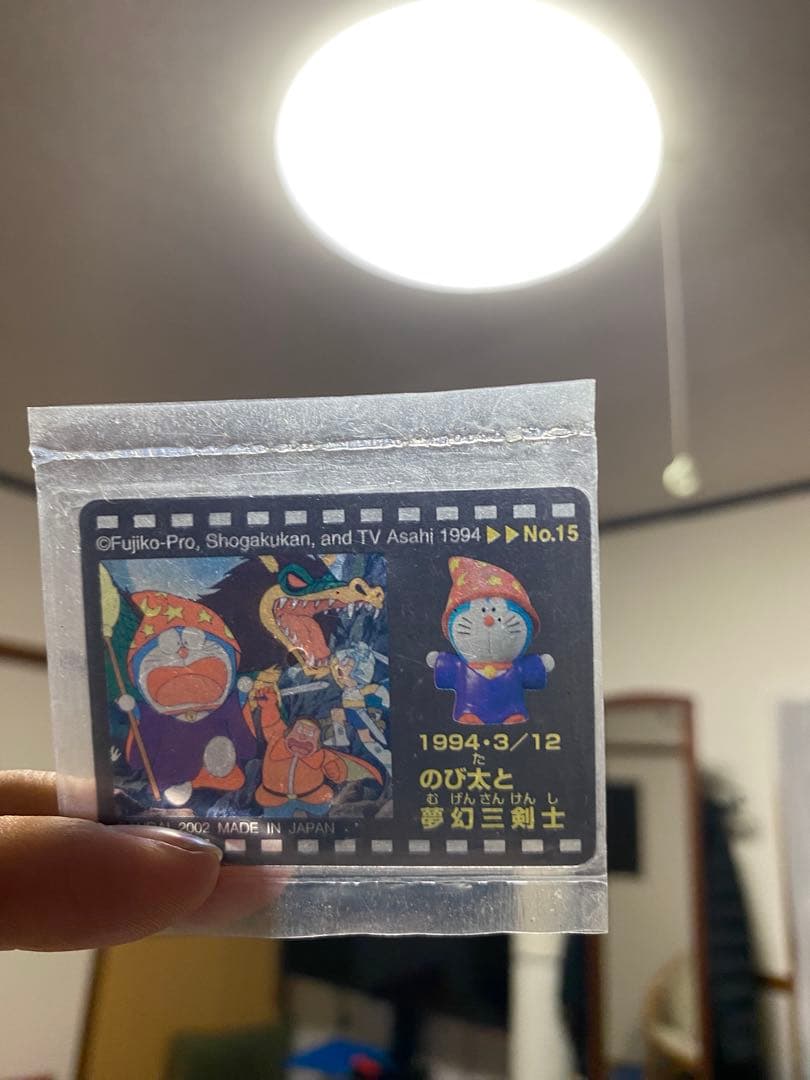 ©Fujiko-Pro, Shogakukan, and TV Asahi 1994 ▶▶No.15
1994・3/12
た
のび太と
む げんさんけん し
夢幻三剣士
2002 MADE IN JAPAN